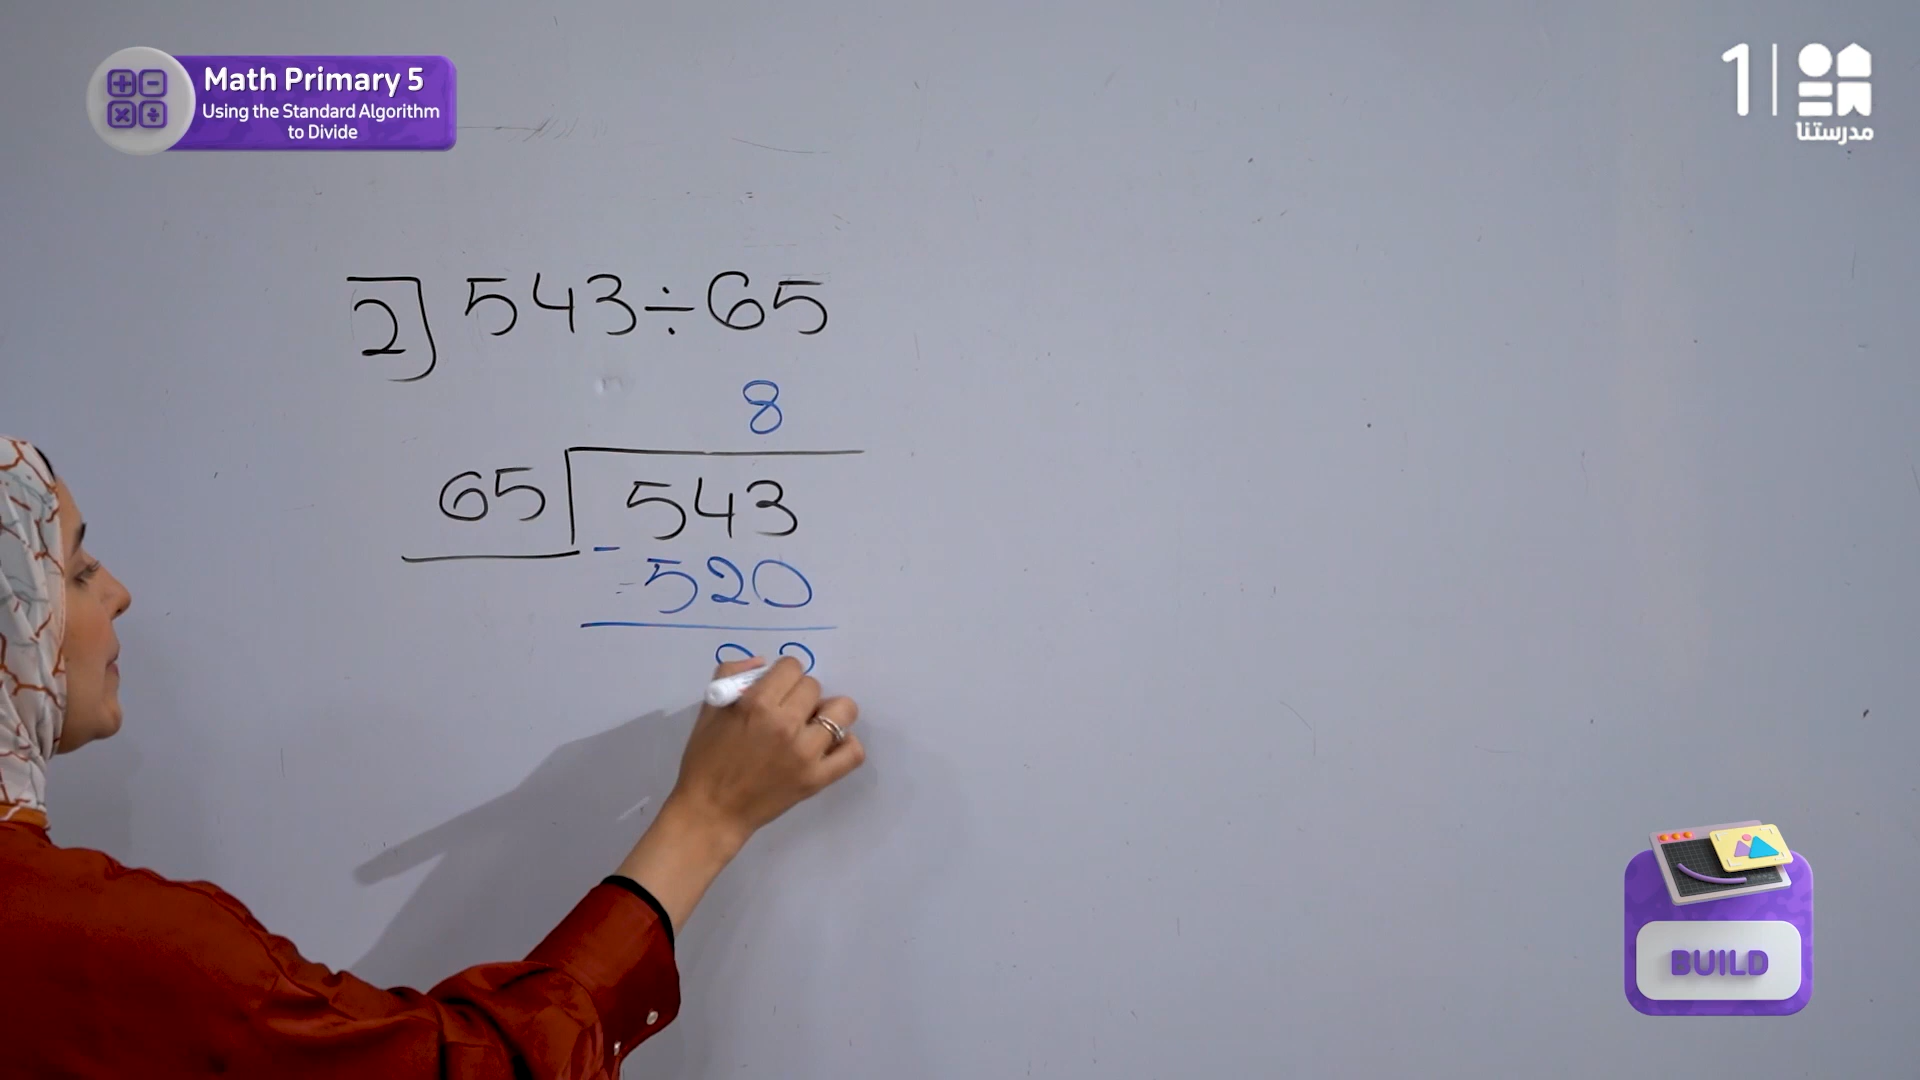 Math Primary 5
Using the Standard Algorithm
to Divide
1
مدرستنا
2 543÷65
8
65 543
- 520
BUILD